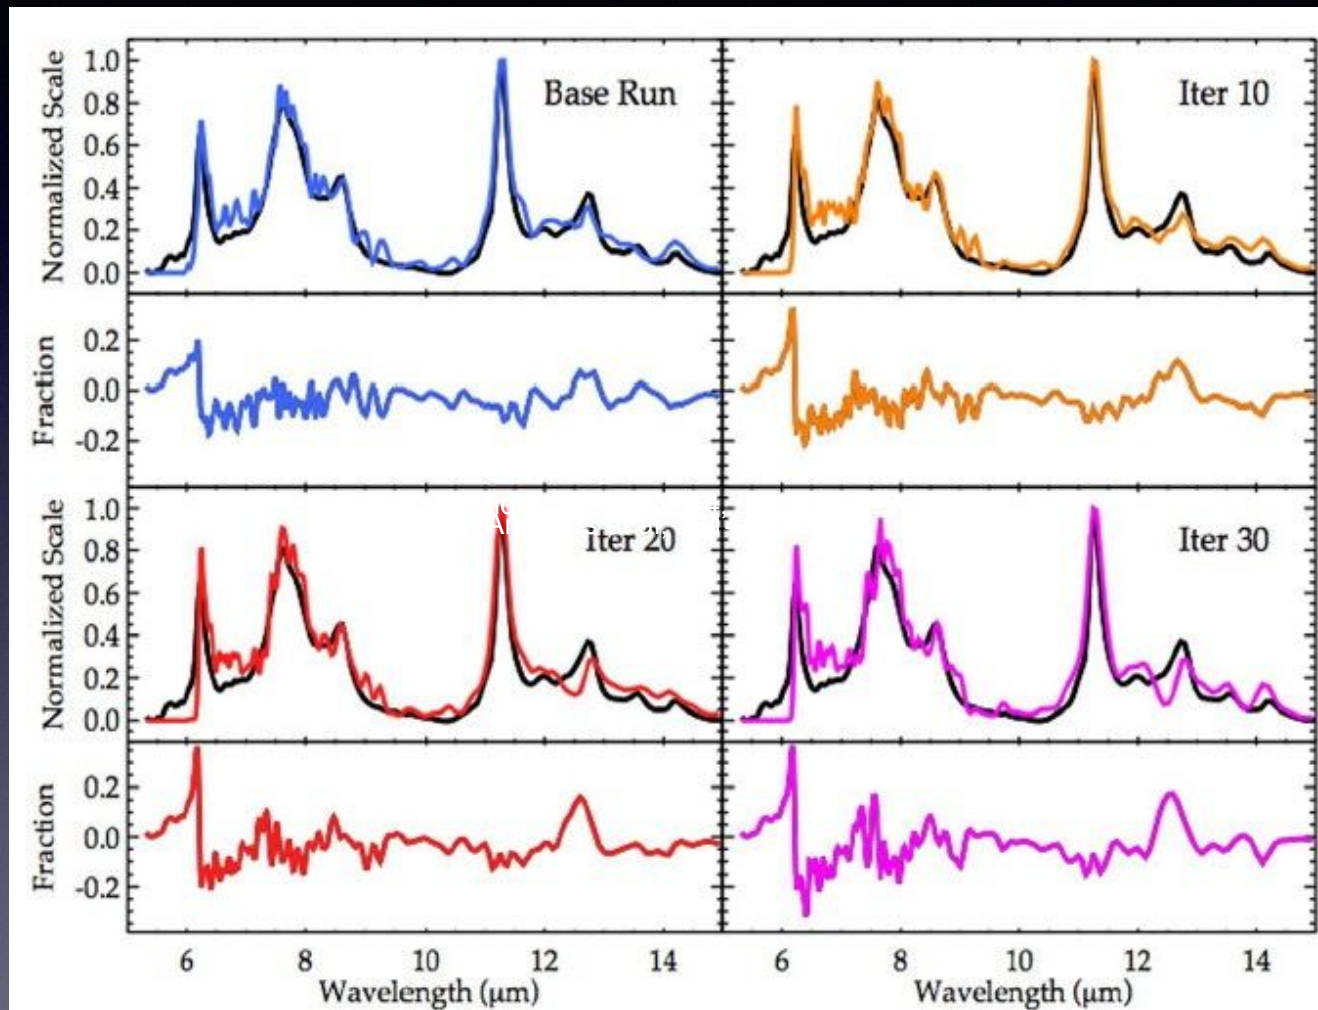 Normalized Scale
1.0
0.8
0.6
0.4
0.2
0.0
Base Run
Iter 10
Fraction
0.2
0.0
-0.2
Normalized Scale
1.0
0.8
0.6
0.4
0.2
0.0
iter 20
Iter 30
Fraction
0.2
0.0
-0.2
6 8 10 12 14 6 8 10 12 14
Wavelength (μm) Wavelength (μm)